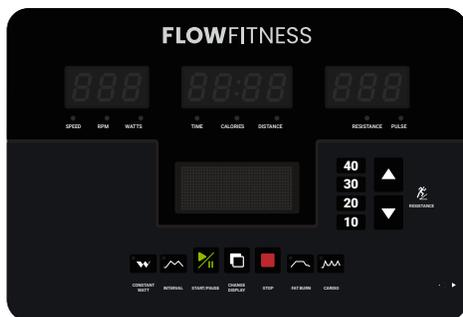 FLOWFITNESS
SPEED RPM WATTS
TIME CALORIES DISTANCE
RESISTANCE PULSE
40
30
20
10
RESISTANCE
CONSTANT WATT
INTERVAL
START/PAUSE
CHANGE DISPLAY
STOP
FAT BURN
CARDIO